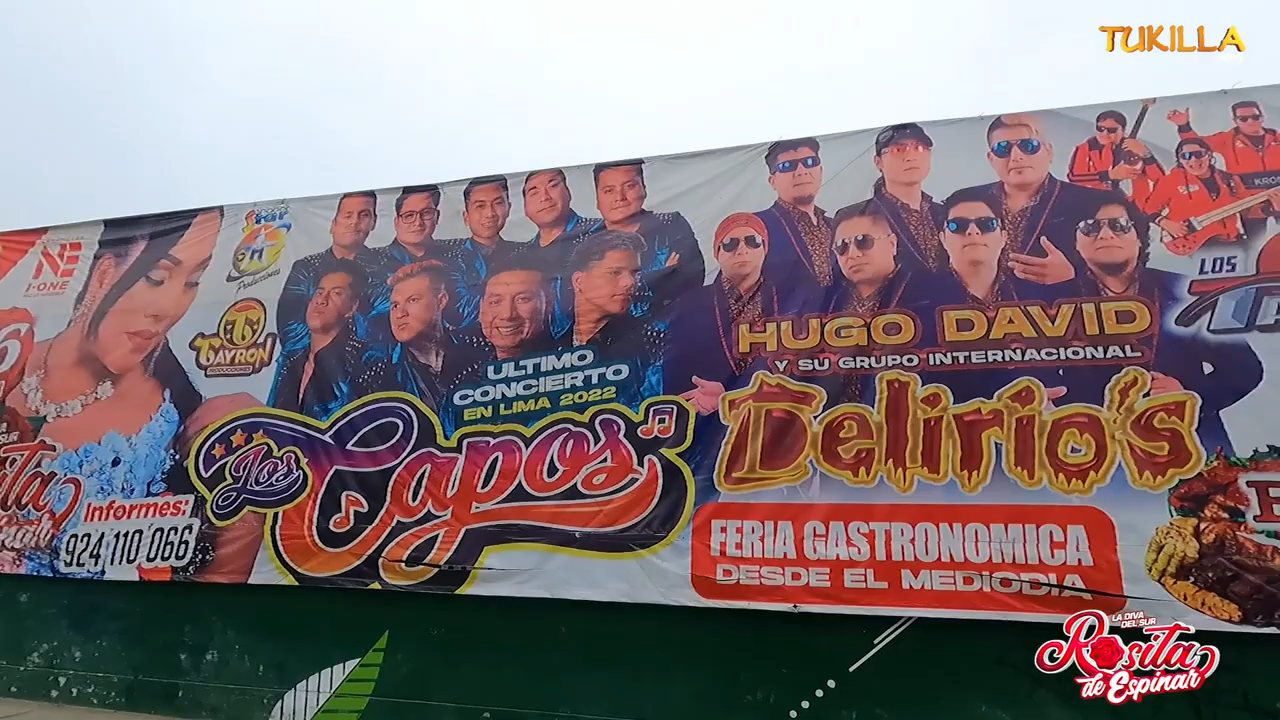 TUKILLA
NE
I-ONE
TAYRON
PRODUCCIONES
Producciones
Informes:
924 110 066
ULTIMO
CONCIERTO
EN LIMA 2022
Los
Capos
HUGO DAVID
Y SU GRUPO INTERNACIONAL
Delirio's
FERIA GASTRONOMICA
DESDE EL MEDIODIA
LOS
LA DIVA
DEL SUR
Rosita
de Espinar